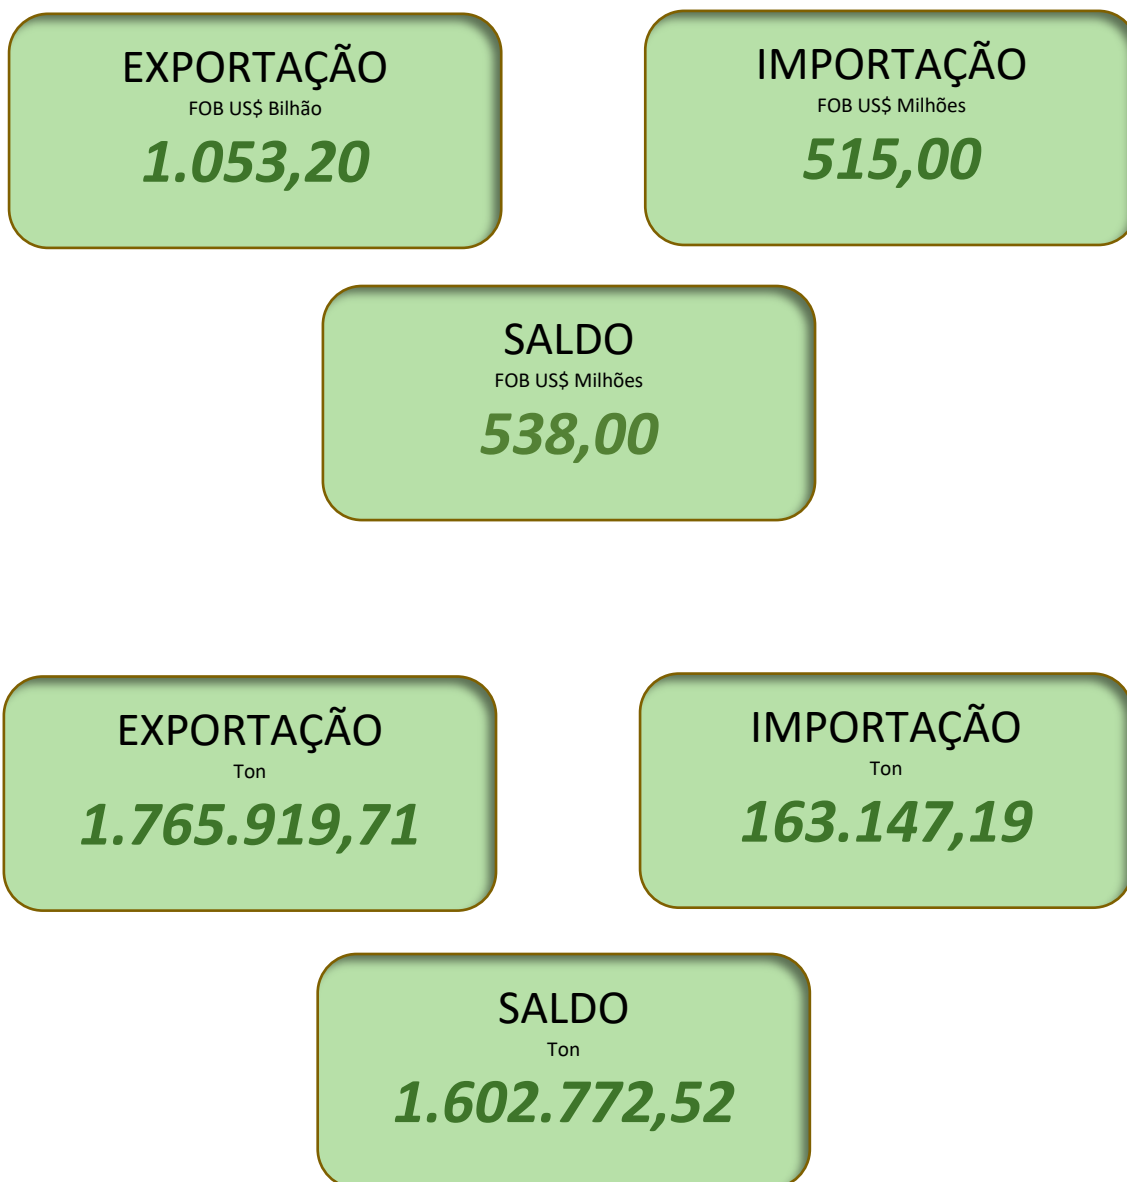 EXPORTAÇÃO
FOB US$ Bilhão
1.053,20
IMPORTAÇÃO
FOB US$ Milhões
515,00
SALDO
FOB US$ Milhões
538,00
EXPORTAÇÃO
Ton
1.765.919,71
IMPORTAÇÃO
Ton
163.147,19
SALDO
Ton
1.602.772,52